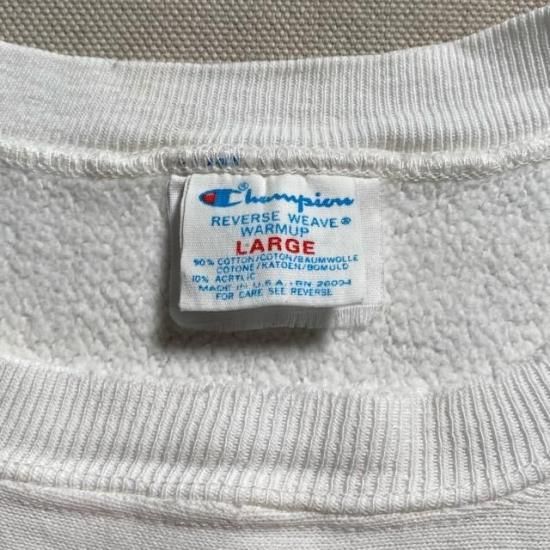 Champion®
REVERSE WEAVE®
WARMUP
LARGE
90% COTTON/COTON/BAUMWOLLE
COTONE/KATOEN/BOMULD
10% ACRYLIC
MADE IN U.S.A. RN 26094
FOR CARE SEE REVERSE